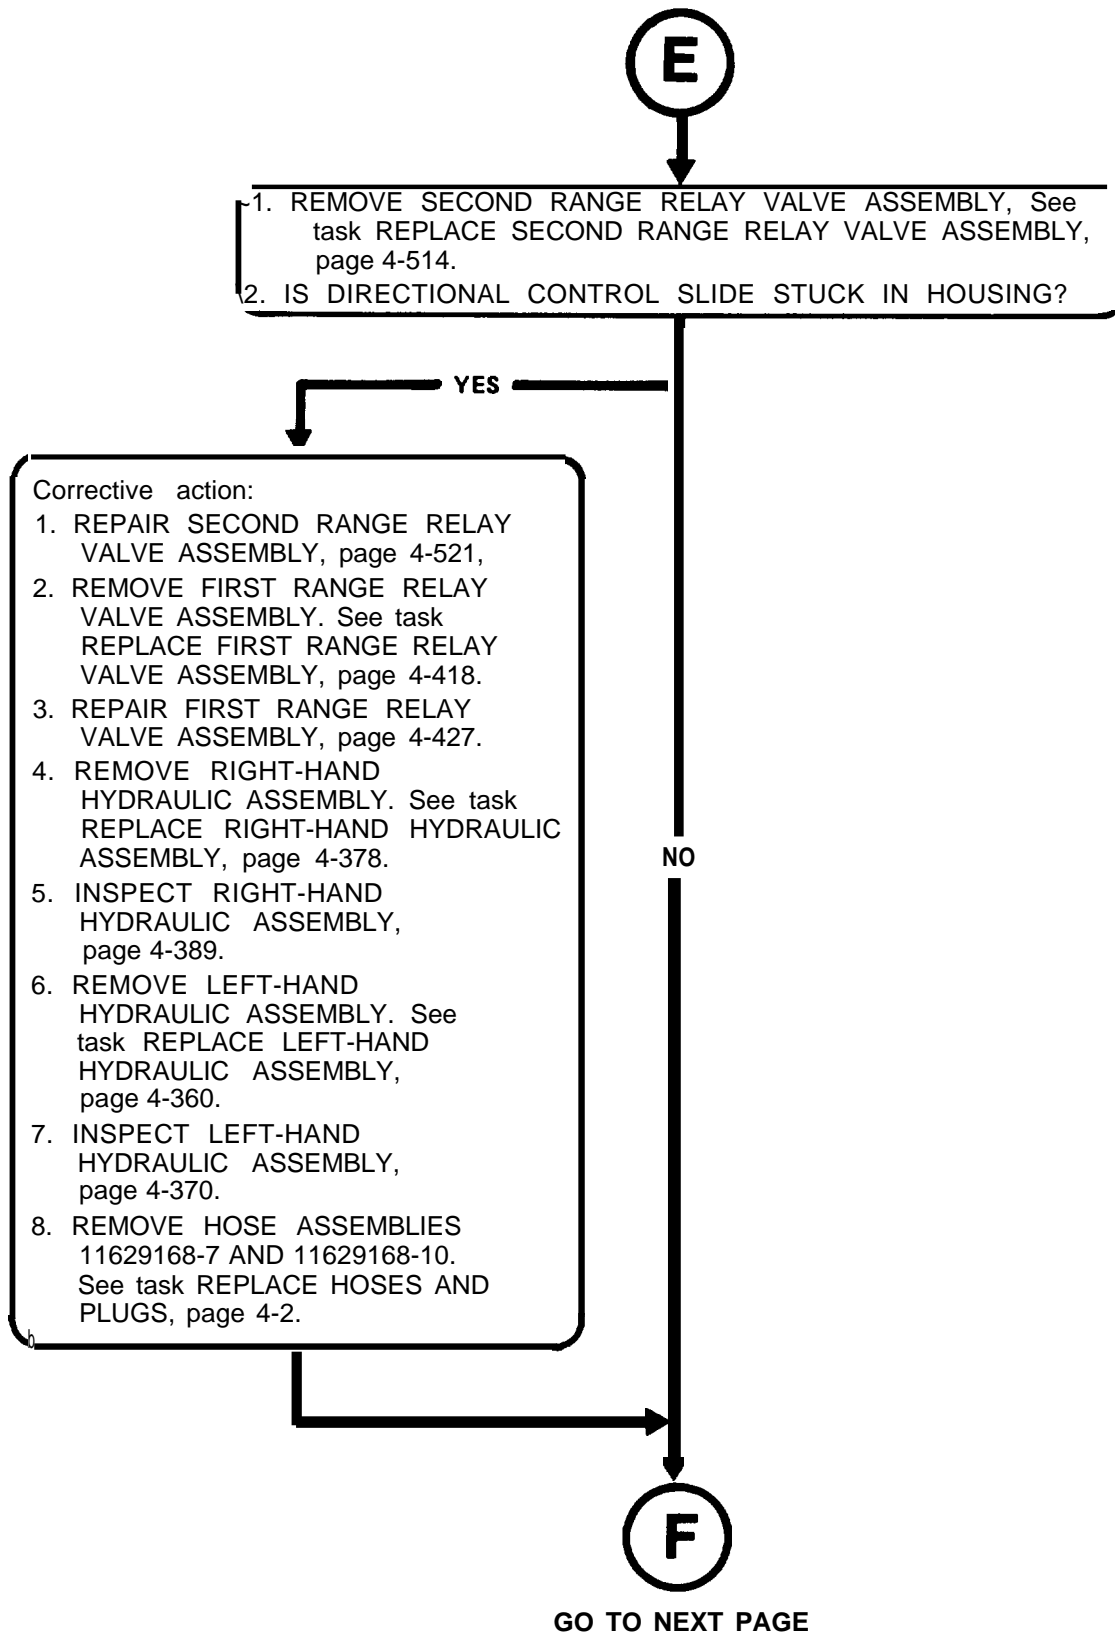 E
1. REMOVE SECOND RANGE RELAY VALVE ASSEMBLY, See
task REPLACE SECOND RANGE RELAY VALVE ASSEMBLY,
page 4-514.
2. IS DIRECTIONAL CONTROL SLIDE STUCK IN HOUSING?
YES
Corrective action:
1. REPAIR SECOND RANGE RELAY
VALVE ASSEMBLY, page 4-521,
2. REMOVE FIRST RANGE RELAY
VALVE ASSEMBLY. See task
REPLACE FIRST RANGE RELAY
VALVE ASSEMBLY, page 4-418.
3. REPAIR FIRST RANGE RELAY
VALVE ASSEMBLY, page 4-427.
4. REMOVE RIGHT-HAND
HYDRAULIC ASSEMBLY. See task
REPLACE RIGHT-HAND HYDRAULIC
ASSEMBLY, page 4-378.
5. INSPECT RIGHT-HAND
HYDRAULIC ASSEMBLY,
page 4-389.
6. REMOVE LEFT-HAND
HYDRAULIC ASSEMBLY. See
task REPLACE LEFT-HAND
HYDRAULIC ASSEMBLY,
page 4-360.
7. INSPECT LEFT-HAND
HYDRAULIC ASSEMBLY,
page 4-370.
8. REMOVE HOSE ASSEMBLIES
11629168-7 AND 11629168-10.
See task REPLACE HOSES AND
PLUGS, page 4-2.
NO
F
GO TO NEXT PAGE